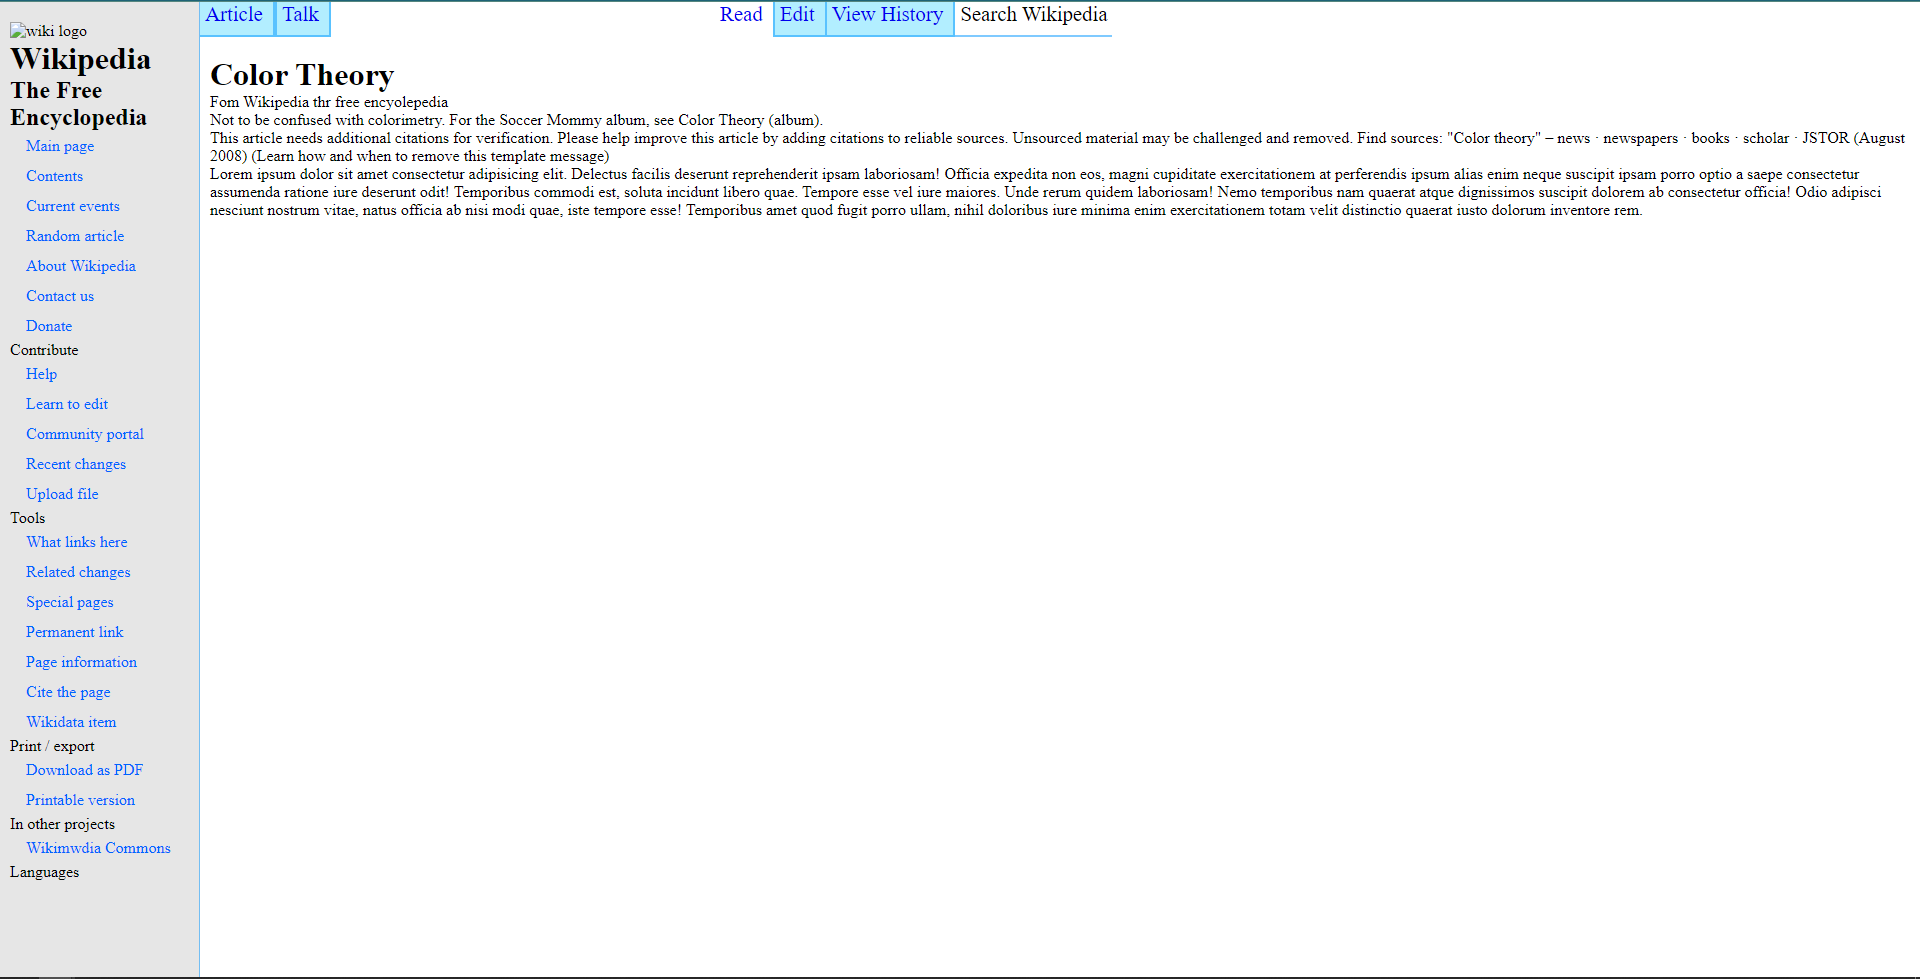 Article Talk Read Edit View History Search Wikipedia
wiki logo
Wikipedia
The Free
Encyclopedia
Main page
Contents
Current events
Random article
About Wikipedia
Contact us
Donate
Contribute
Help
Learn to edit
Community portal
Recent changes
Upload file
Tools
What links here
Related changes
Special pages
Permanent link
Page information
Cite the page
Wikidata item
Print / export
Download as PDF
Printable version
In other projects
Wikimwdia Commons
Languages
Color Theory
Fom Wikipedia thr free encyolepedia
Not to be confused with colorimetry. For the Soccer Mommy album, see Color Theory (album).
This article needs additional citations for verification. Please help improve this article by adding citations to reliable sources. Unsourced material may be challenged and removed. Find sources: "Color theory" – news · newspapers · books · scholar · JSTOR (August
2008) (Learn how and when to remove this template message)
Lorem ipsum dolor sit amet consectetur adipisicing elit. Delectus facilis deserunt reprehenderit ipsam laboriosam! Officia expedita non eos, magni cupiditate exercitationem at perferendis ipsum alias enim neque suscipit ipsam porro optio a saepe consectetur
assumenda ratione iure deserunt odit! Temporibus commodi est, soluta incidunt libero quae. Tempore esse vel iure maiores. Unde rerum quidem laboriosam! Nemo temporibus nam quaerat atque dignissimos suscipit dolorem ab consectetur officia! Odio adipisci
nesciunt nostrum vitae, natus officia ab nisi modi quae, iste tempore esse! Temporibus amet quod fugit porro ullam, nihil doloribus iure minima enim exercitationem totam velit distinctio quaerat iusto dolorum inventore rem.